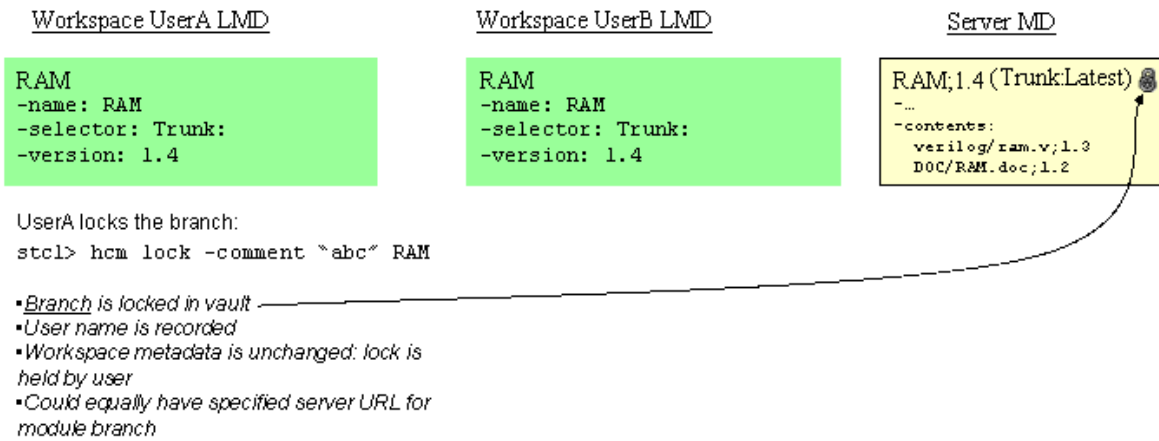 Workspace UserA LMD
Workspace UserB LMD
Server MD
RAM
-name: RAM
-selector: Trunk:
-version: 1.4
RAM
-name: RAM
-selector: Trunk:
-version: 1.4
RAM;1.4 (Trunk:Latest)
-…
-contents:
verilog/ram.v;1.3
DOC/RAM.doc;1.2
UserA locks the branch:
stcl> hcm lock -comment “abc” RAM
▪Branch is locked in vault
▪User name is recorded
▪Workspace metadata is unchanged: lock is
held by user
▪Could equally have specified server URL for
module branch